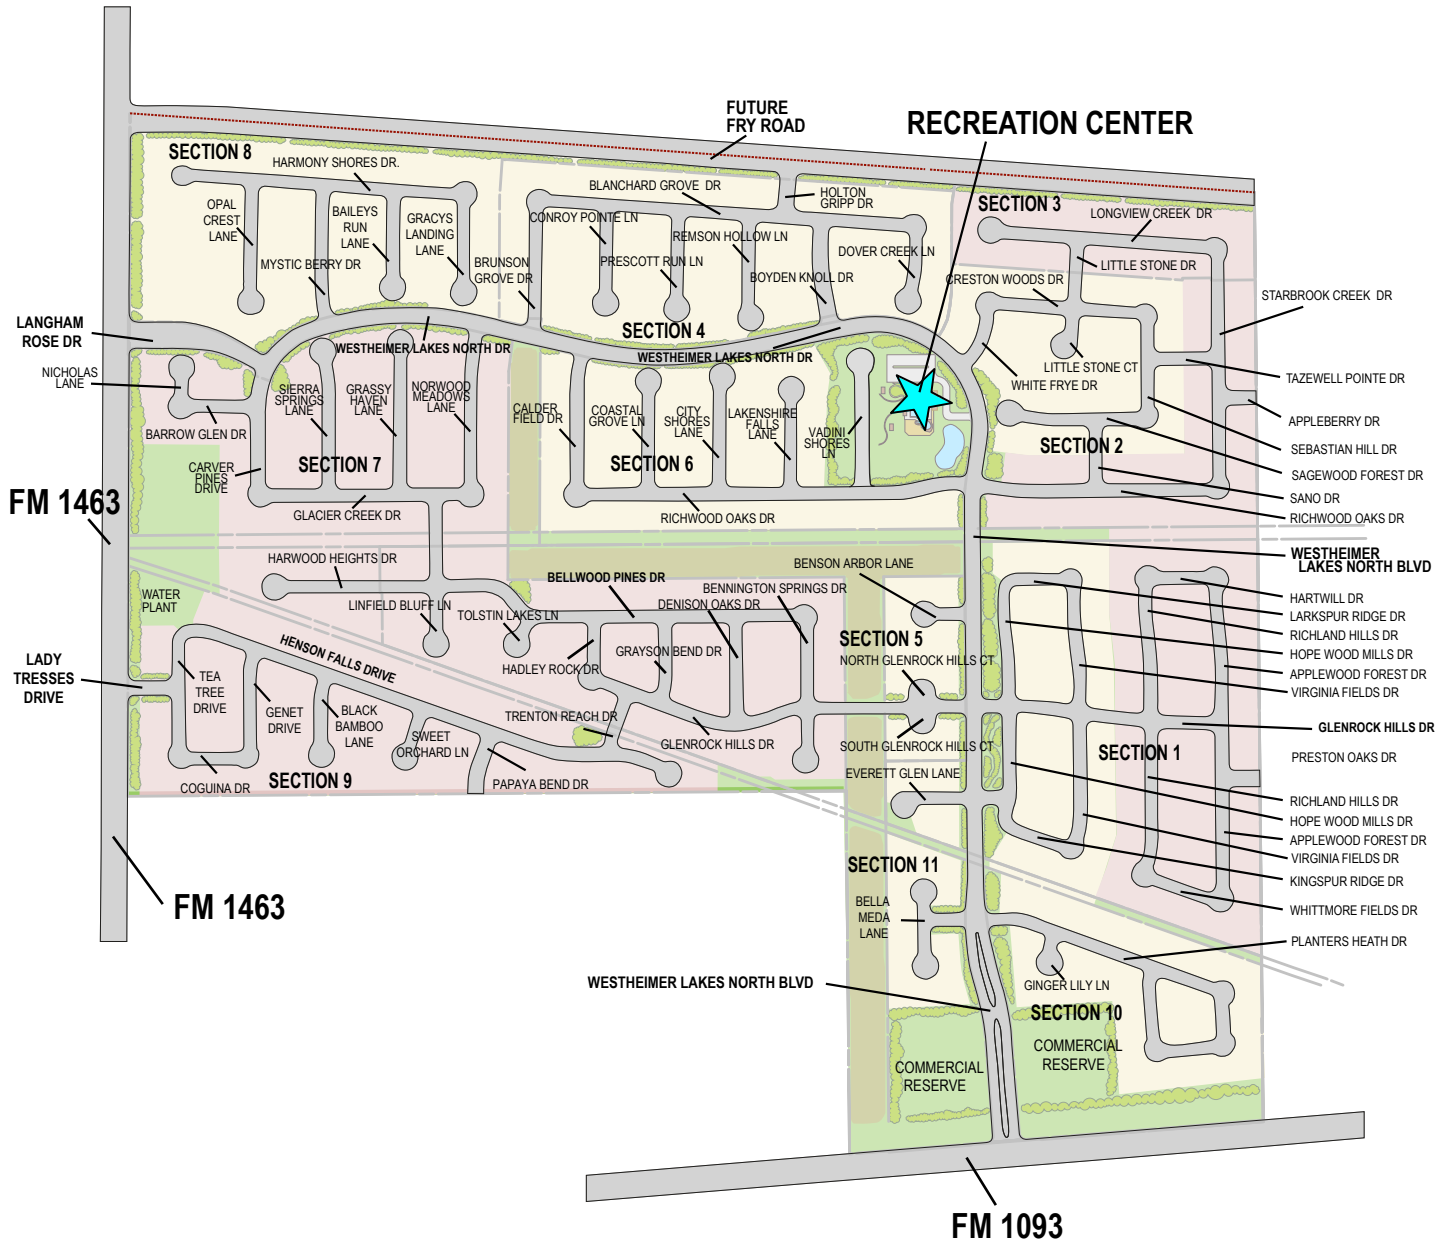 FUTURE
FRY ROAD
RECREATION CENTER
SECTION 8
HARMONY SHORES DR.
OPAL
CREST
LANE
BAILEYS
RUN
LANE
GRACYS
LANDING
LANE
MYSTIC BERRY DR
BRUNSON
GROVE DR
BLANCHARD GROVE DR
CONROY POINTE LN
REMSON HOLLOW LN
PRESCOTT RUN LN
BOYDEN KNOLL DR
HOLTON
GRIPP DR
DOVER CREEK LN
SECTION 4
SECTION 3
LONGVIEW CREEK DR
LITTLE STONE DR
CRESTON WOODS DR
STARBROOK CREEK DR
LITTLE STONE CT
WHITE FRYE DR
TAZEWELL POINTE DR
APPLEBERRY DR
SEBASTIAN HILL DR
SAGEWOOD FOREST DR
SANO DR
RICHWOOD OAKS DR
SECTION 2
LANGHAM
ROSE DR
NICHOLAS
LANE
BARROW GLEN DR
CARVER
PINES
DRIVE
WESTHEIMER LAKES NORTH DR
WESTHEIMER LAKES NORTH DR
SIERRA
SPRINGS
LANE
GRASSY
HAVEN
LANE
NORWOOD
MEADOWS
LANE
SECTION 7
GLACIER CREEK DR
CALDER
FIELD DR
COASTAL
GROVE LN
CITY
SHORES
LANE
LAKENSHIRE
FALLS
LANE
VADINI
SHORES
LN
SECTION 6
RICHWOOD OAKS DR
FM 1463
WESTHEIMER
LAKES NORTH BLVD
HARWOOD HEIGHTS DR
WATER
PLANT
LINFIELD BLUFF LN
TOLSTIN LAKES LN
BELLWOOD PINES DR
DENISON OAKS DR
BENNINGTON SPRINGS DR
BENSON ARBOR LANE
SECTION 5
NORTH GLENROCK HILLS CT
SOUTH GLENROCK HILLS CT
EVERETT GLEN LANE
HADLEY ROCK DR
GRAYSON BEND DR
TRENTON REACH DR
GLENROCK HILLS DR
HARTWILL DR
LARKSPUR RIDGE DR
RICHLAND HILLS DR
HOPE WOOD MILLS DR
APPLEWOOD FOREST DR
VIRGINIA FIELDS DR
GLENROCK HILLS DR
SECTION 1
PRESTON OAKS DR
RICHLAND HILLS DR
HOPE WOOD MILLS DR
APPLEWOOD FOREST DR
VIRGINIA FIELDS DR
KINGSPUR RIDGE DR
WHITTMORE FIELDS DR
PLANTERS HEATH DR
LADY
TRESSES
DRIVE
HENSON FALLS DRIVE
TEA
TREE
DRIVE
GENET
DRIVE
BLACK
BAMBOO
LANE
SWEET
ORCHARD LN
COGUINA DR
SECTION 9
PAPAYA BEND DR
FM 1463
SECTION 11
BELLA
MEDA
LANE
WESTHEIMER LAKES NORTH BLVD
GINGER LILY LN
SECTION 10
COMMERCIAL
RESERVE
COMMERCIAL
RESERVE
FM 1093